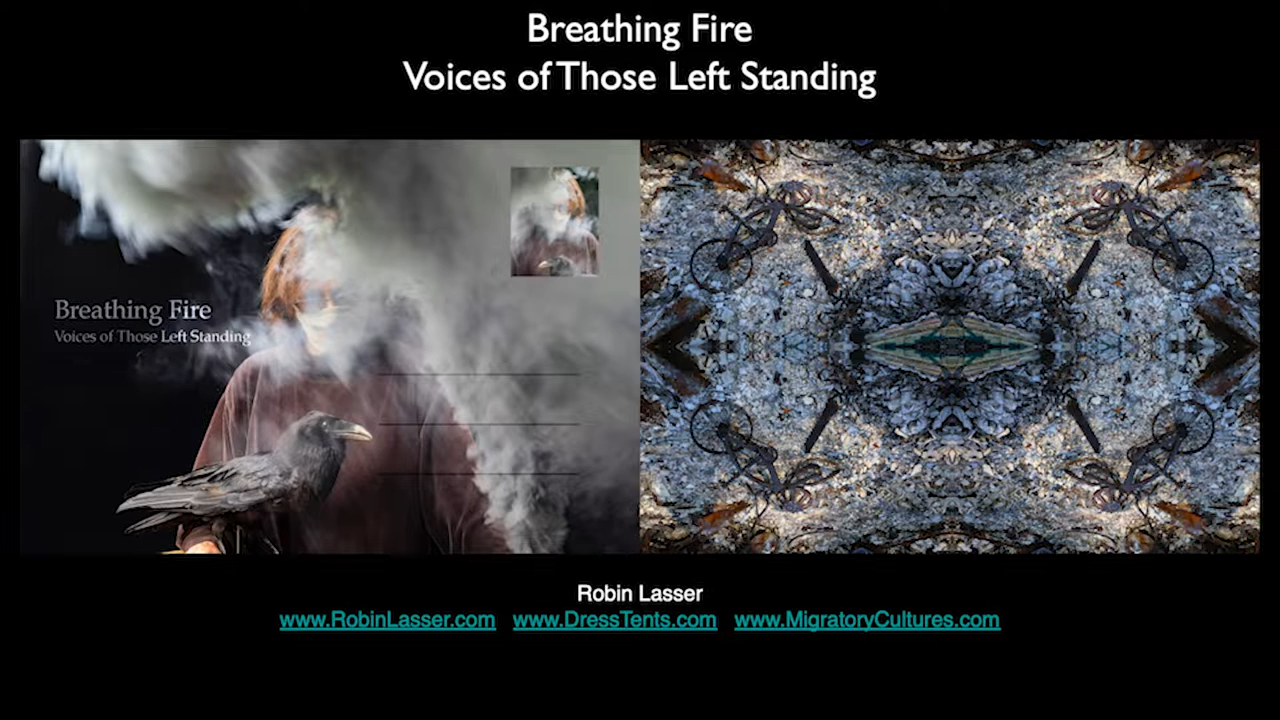 Breathing Fire
Voices of Those Left Standing
Breathing Fire
Voices of Those Left Standing
Robin Lasser
www.RobinLasser.com www.DressTents.com www.MigratoryCultures.com